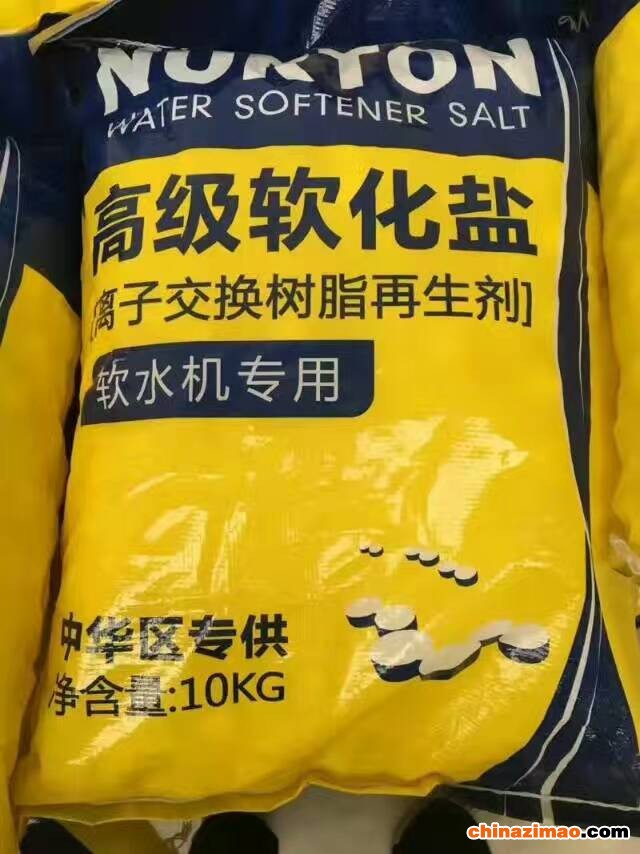 NORTON
WATER SOFTENER SALT
高级软化盐
[离子交换树脂再生剂]
软水机专用
中华区专供
净含量:10KG
chinazimao.com